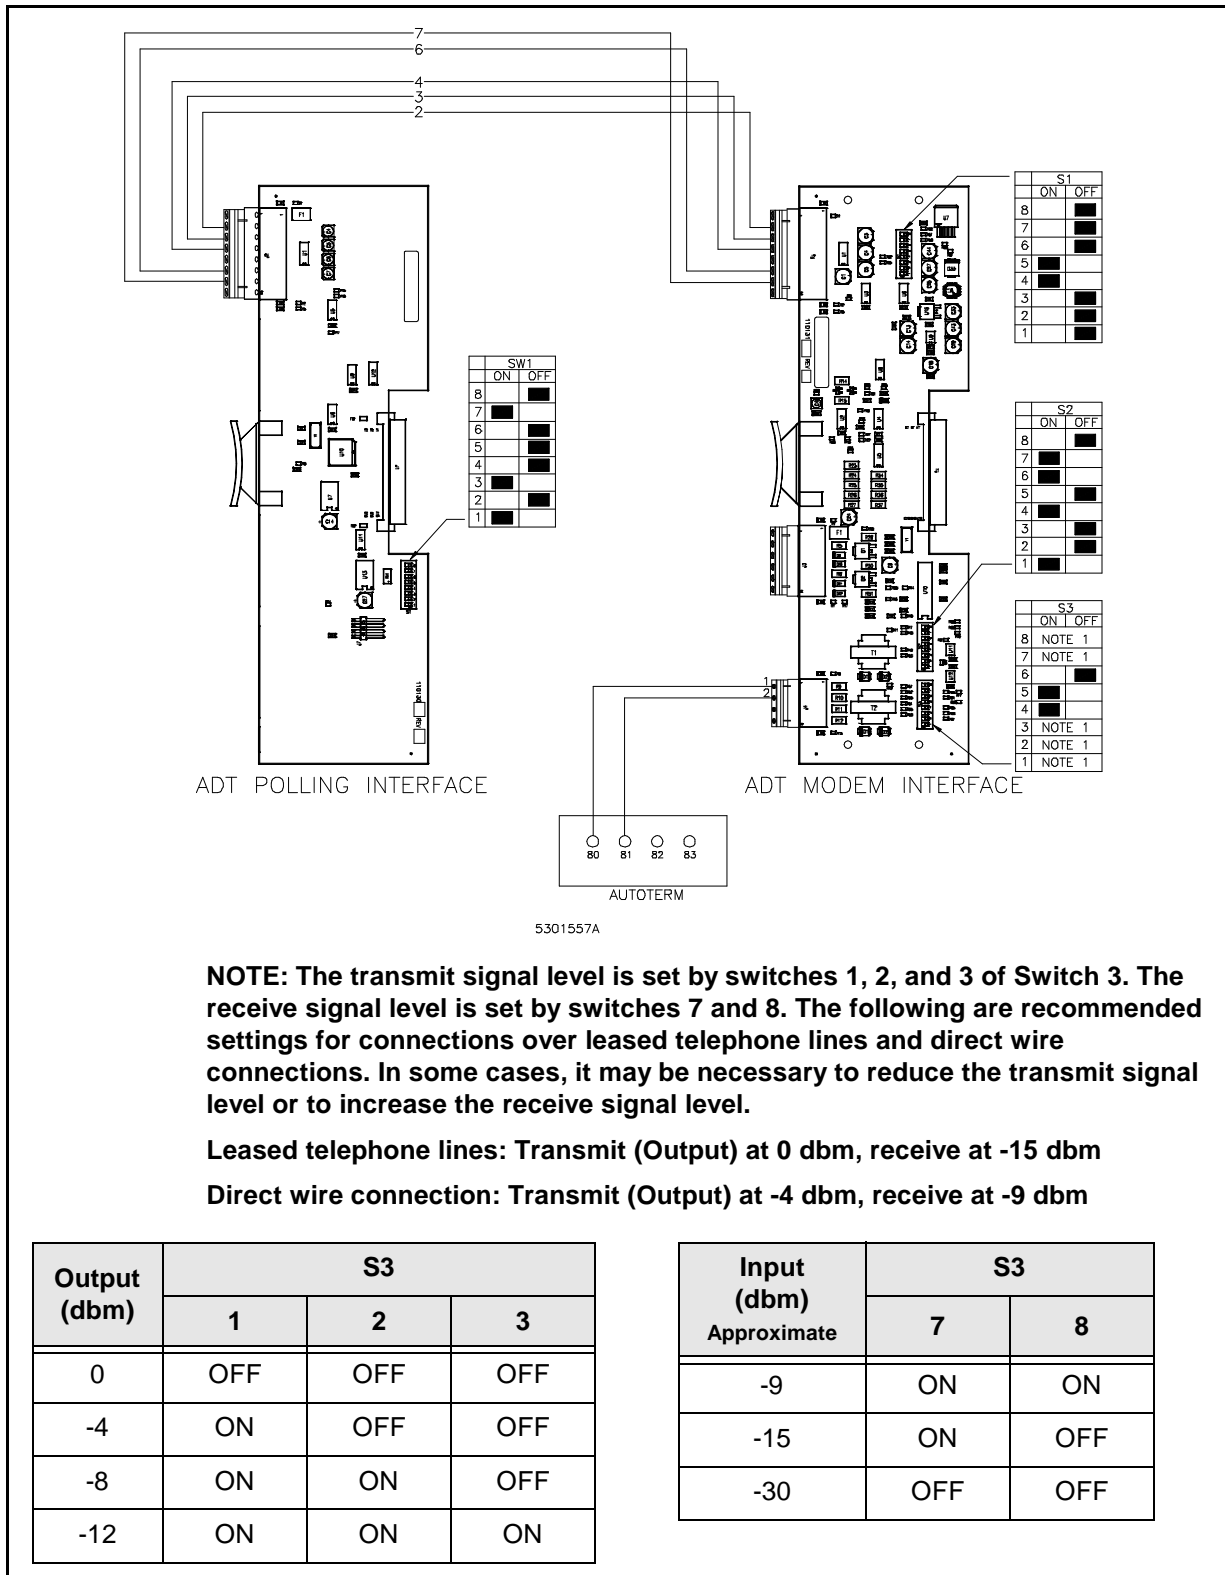 7
6
4
3
2
S1
ON OFF
8
7
6
5
4
3
2
1
SW1
ON OFF
8
7
6
5
4
3
2
1
S2
ON OFF
8
7
6
5
4
3
2
1
S3
ON OFF
8 NOTE 1
7 NOTE 1
6
5
4
3 NOTE 1
2 NOTE 1
1 NOTE 1
F1
U7
110131
REV
F1
T1
T2
110130
REV
1
2
ADT POLLING INTERFACE
ADT MODEM INTERFACE
80 81 82 83
AUTOTERM
5301557A
NOTE: The transmit signal level is set by switches 1, 2, and 3 of Switch 3. The
receive signal level is set by switches 7 and 8. The following are recommended
settings for connections over leased telephone lines and direct wire
connections. In some cases, it may be necessary to reduce the transmit signal
level or to increase the receive signal level.
Leased telephone lines: Transmit (Output) at 0 dbm, receive at -15 dbm
Direct wire connection: Transmit (Output) at -4 dbm, receive at -9 dbm
Output (dbm) S3
1 2 3
0 OFF OFF OFF
-4 ON OFF OFF
-8 ON ON OFF
-12 ON ON ON
Input (dbm) Approximate S3
7 8
-9 ON ON
-15 ON OFF
-30 OFF OFF